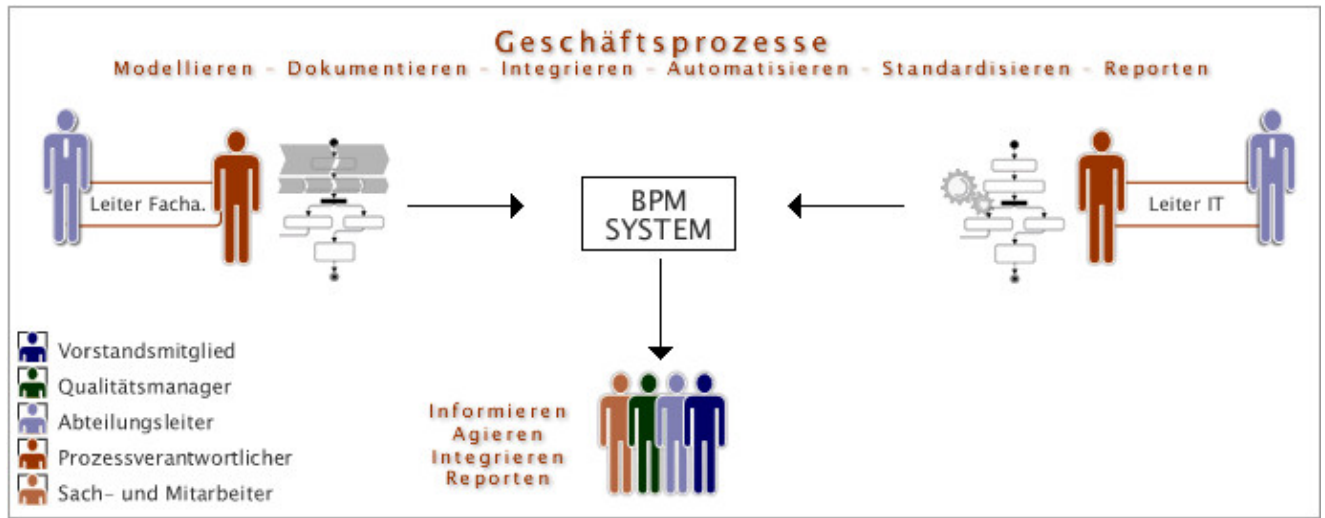 Geschäftsprozesse
Modellieren – Dokumentieren – Integrieren – Automatisieren – Standardisieren – Reporten
Leiter Facha.
BPM
SYSTEM
Leiter IT
Vorstandsmitglied
Qualitätsmanager
Abteilungsleiter
Prozessverantwortlicher
Sach- und Mitarbeiter
Informieren
Agieren
Integrieren
Reporten